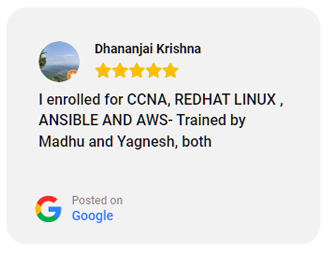 Dhananjai Krishna
I enrolled for CCNA, REDHAT LINUX ,
ANSIBLE AND AWS- Trained by
Madhu and Yagnesh, both
Posted on
Google